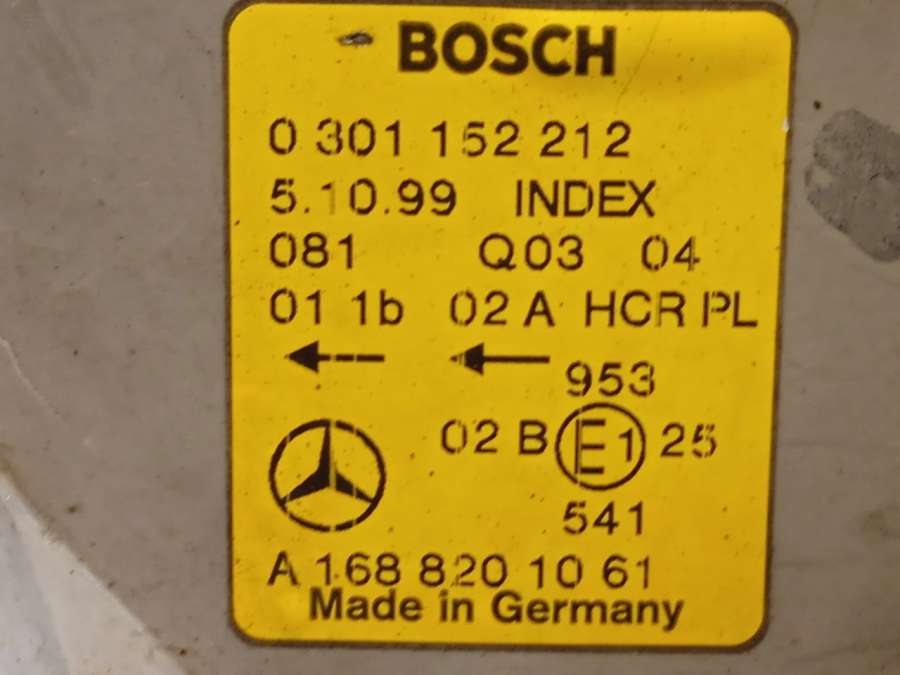 BOSCH
0 301 152 212
5.10.99 INDEX
081 Q03 04
01 1b 02 A HCR PL
953
02 B E1 25
541
A 168 820 10 61
Made in Germany